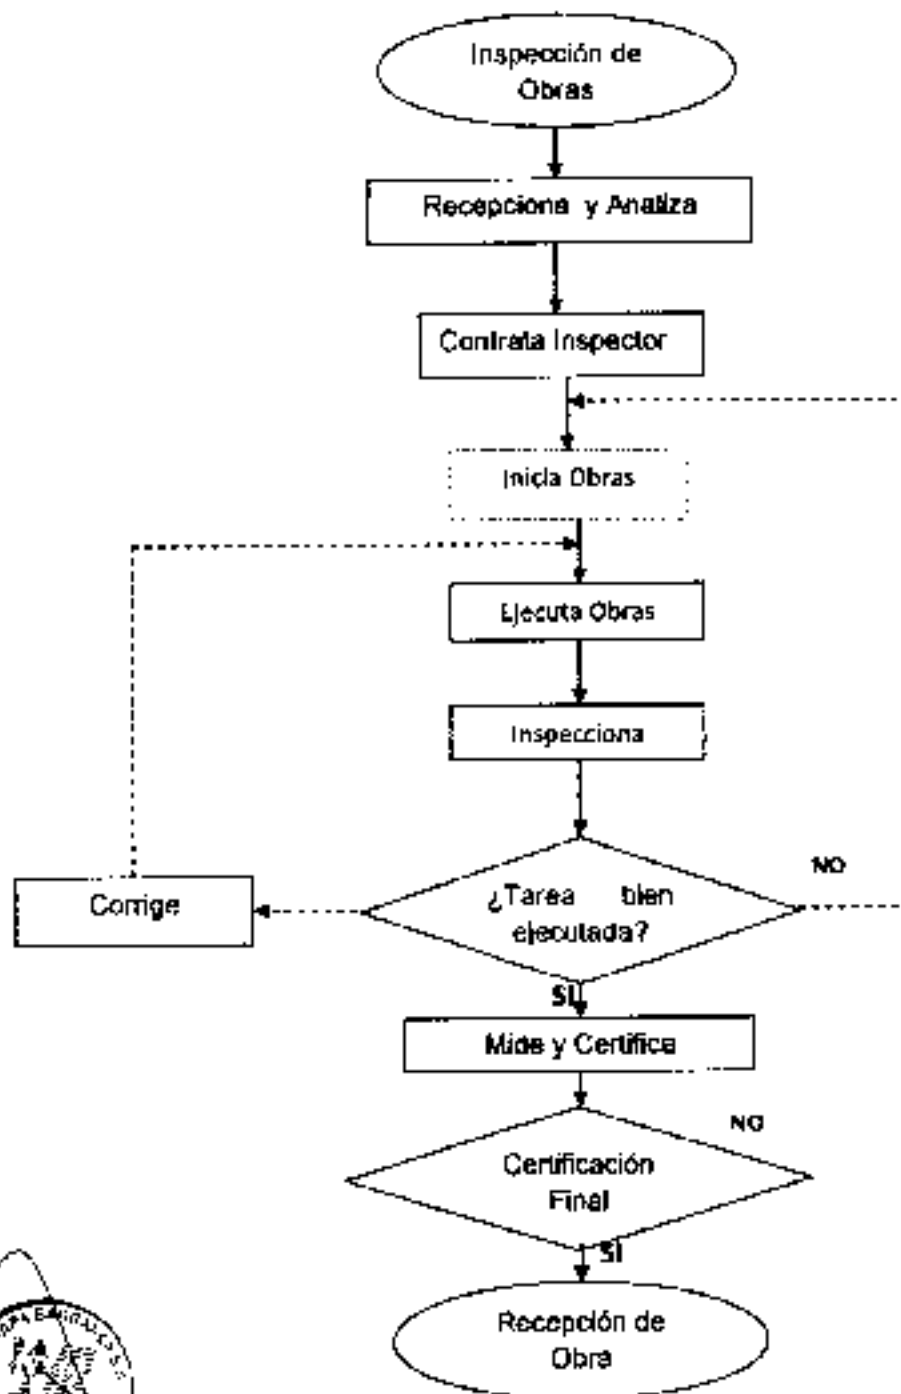 Inspección de
Obras
Recepciona y Analiza
Contrata Inspector
Inicia Obras
Ejecuta Obras
Inspecciona
NO
¿Tarea bien
ejecutada?
Corrige
SI
Mide y Certifica
NO
Certificación
Final
SI
Recepción de
Obra